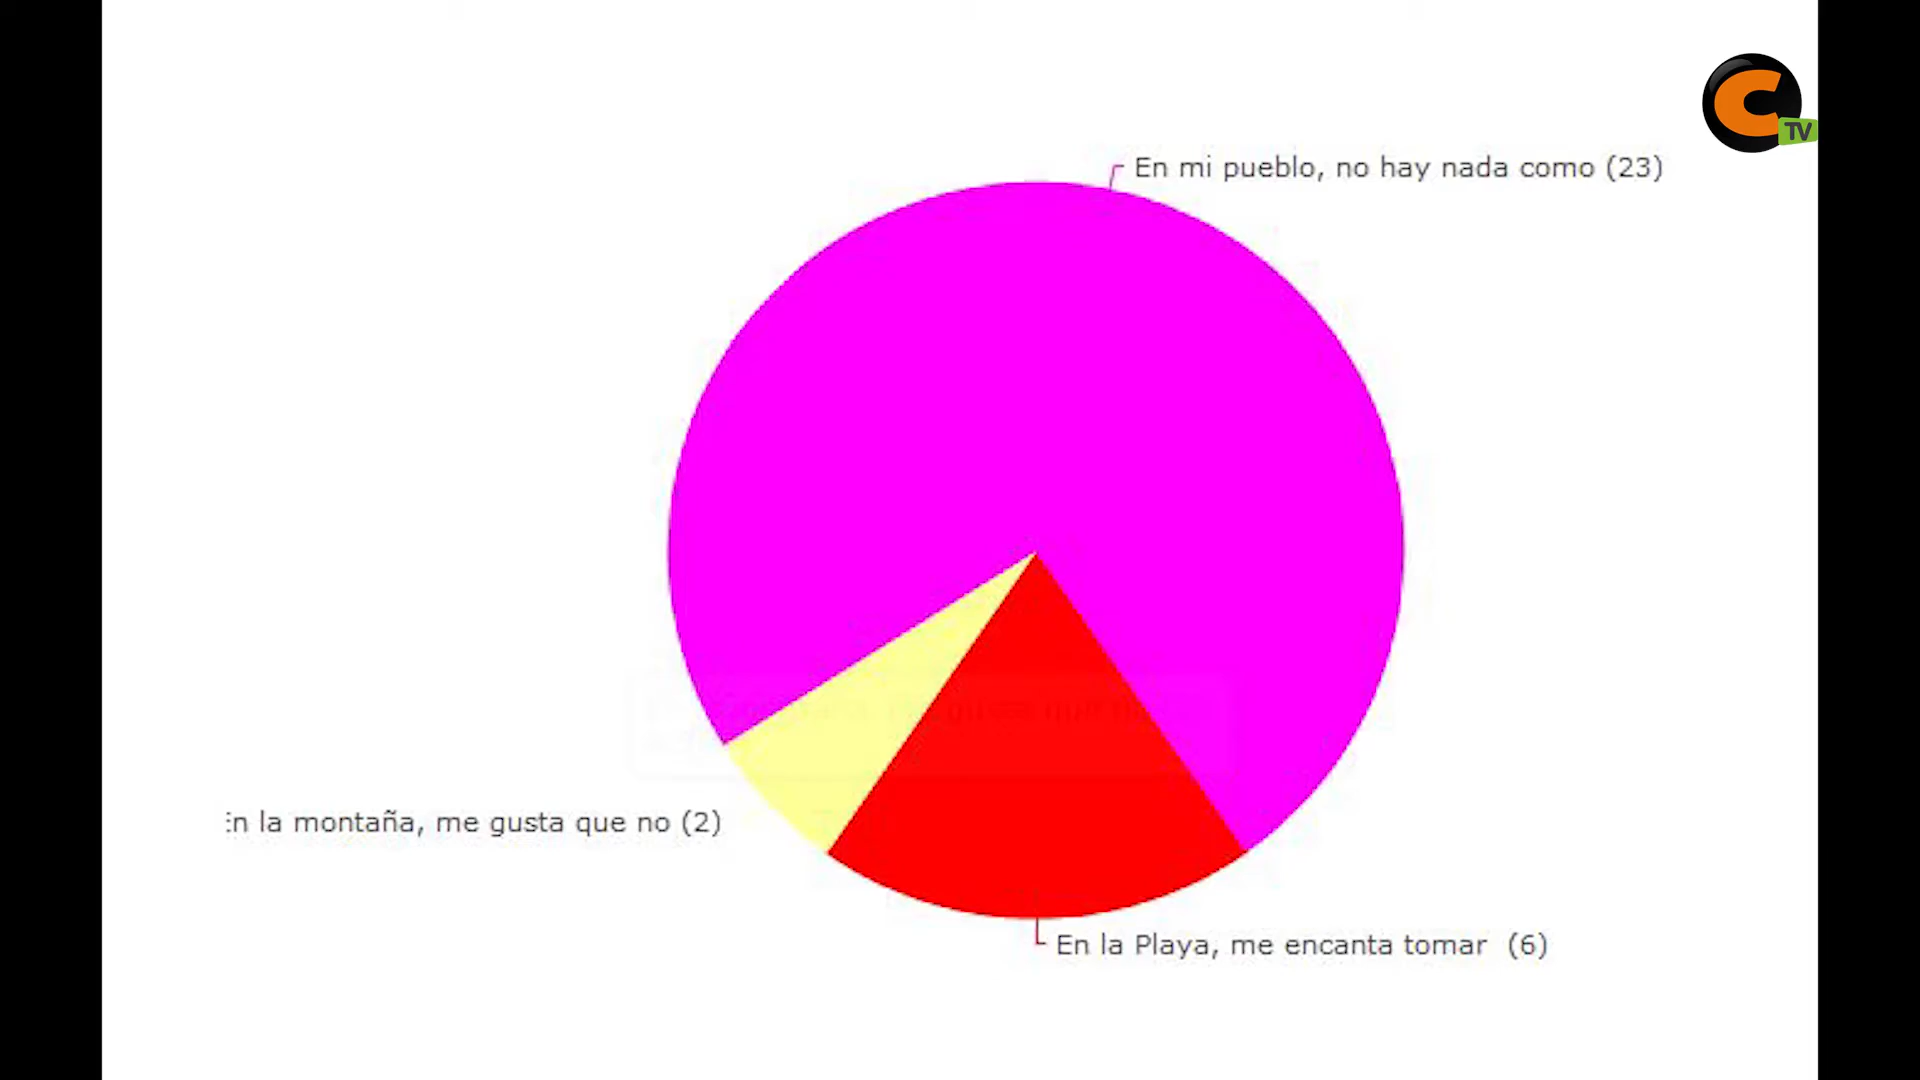 C TV
En mi pueblo, no hay nada como (23)
En la montaña, me gusta que no (2)
En la Playa, me encanta tomar (6)